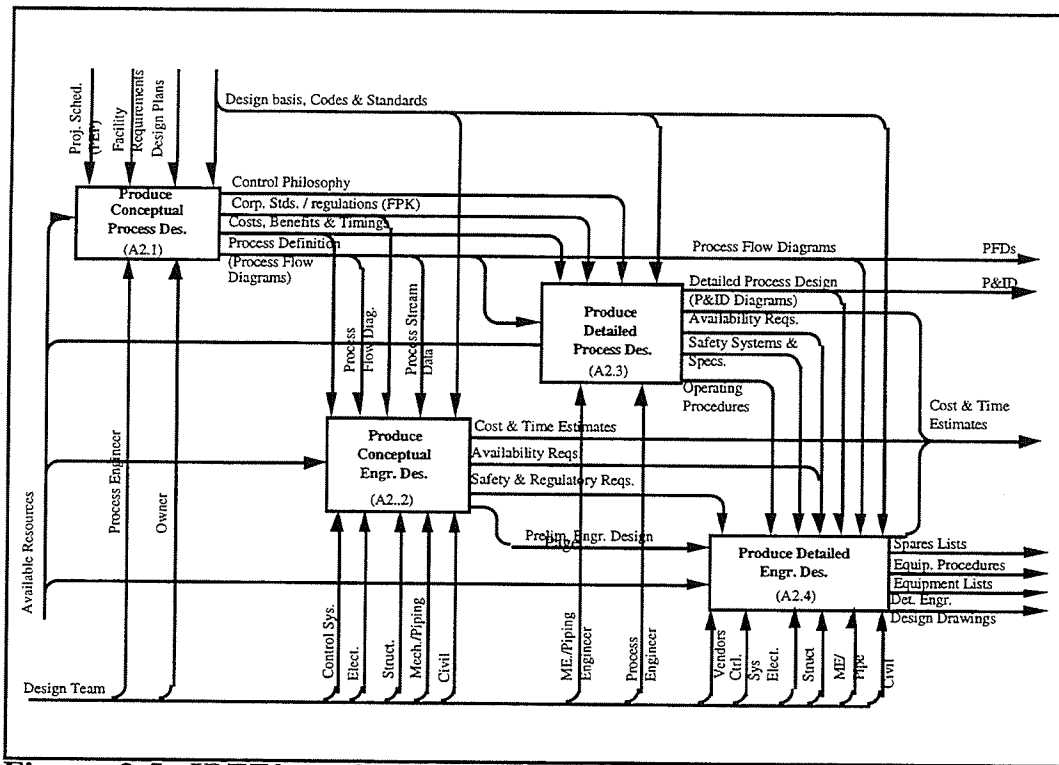 Proj. Sched.
(PEP)
Facility
Requirements
Design Plans
Design basis, Codes & Standards
Produce
Conceptual
Process Des.
(A2.1)
Control Philosophy
Corp. Stds. / regulations (FPK)
Costs, Benefits & Timings
Process Definition
(Process Flow
Diagrams)
Process Flow Diagrams
PFDs
Produce
Detailed
Process Des.
(A2.3)
Detailed Process Design
(P&ID Diagrams)
P&ID
Availability Reqs.
Safety Systems &
Specs.
Operating
Procedures
Process
Flow Diag.
Process Stream
Data
Cost & Time
Estimates
Produce
Conceptual
Engr. Des.
(A2..2)
Cost & Time Estimates
Availability Reqs.
Safety & Regulatory Reqs.
Prelim. Engr. Design
Page
Produce Detailed
Engr. Des.
(A2.4)
Spares Lists
Equip. Procedures
Equipment Lists
Det. Engr.
Design Drawings
Available Resources
Process Engineer
Owner
Control Sys.
Elect.
Struct.
Mech./Piping
Civil
ME./Piping
Engineer
Process
Engineer
Vendors
Ctrl.
Sys
Elect.
Struct
ME/
Pipe
Civil
Design Team